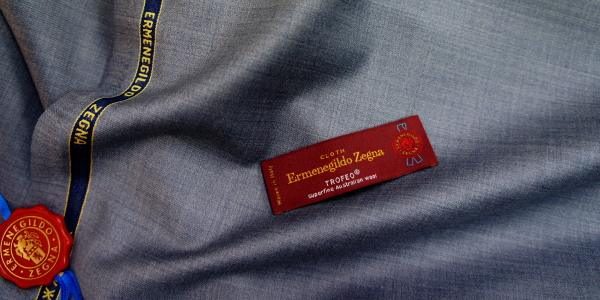 ERMENEGILDO
ZEGNA
CLOTH
Ermenegildo Zegna
TROFEO®
superfine Australian wool
ERMENEGILDO
ZEGNA